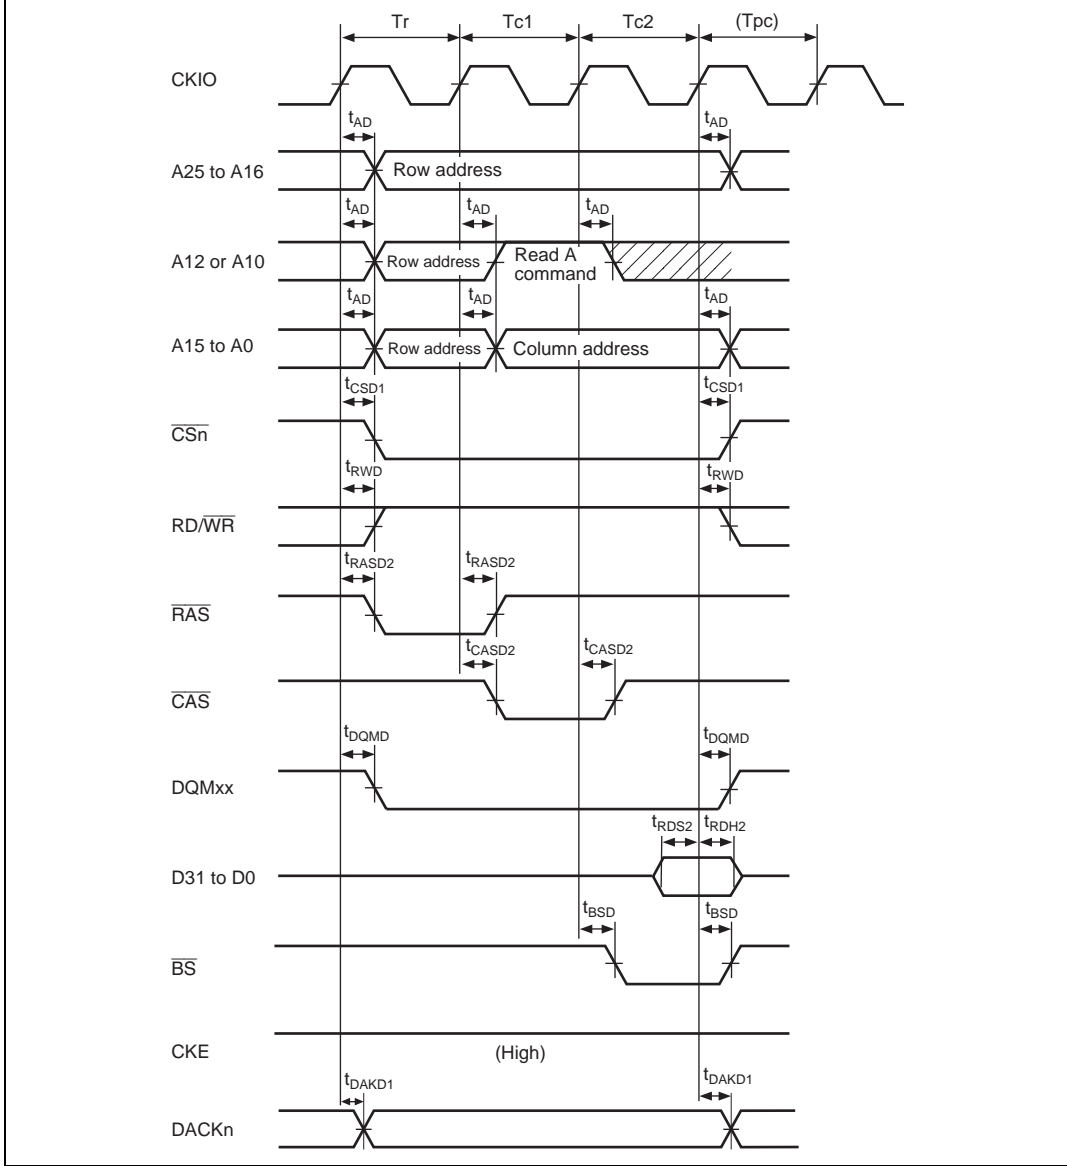 Tr Tc1 Tc2 (Tpc)
CKIO
tAD tAD
A25 to A16 Row address
tAD tAD tAD
A12 or A10 Row address Read A command
tAD tAD tAD
A15 to A0 Row address Column address
tCSD1 tCSD1
CSn
tRWD tRWD
RD/WR
tRASD2 tRASD2
RAS
tCASD2 tCASD2
CAS
tDQMD tDQMD
DQMxx
tRDS2 tRDH2
D31 to D0
tBSD tBSD
BS
CKE (High)
tDAKD1 tDAKD1
DACKn